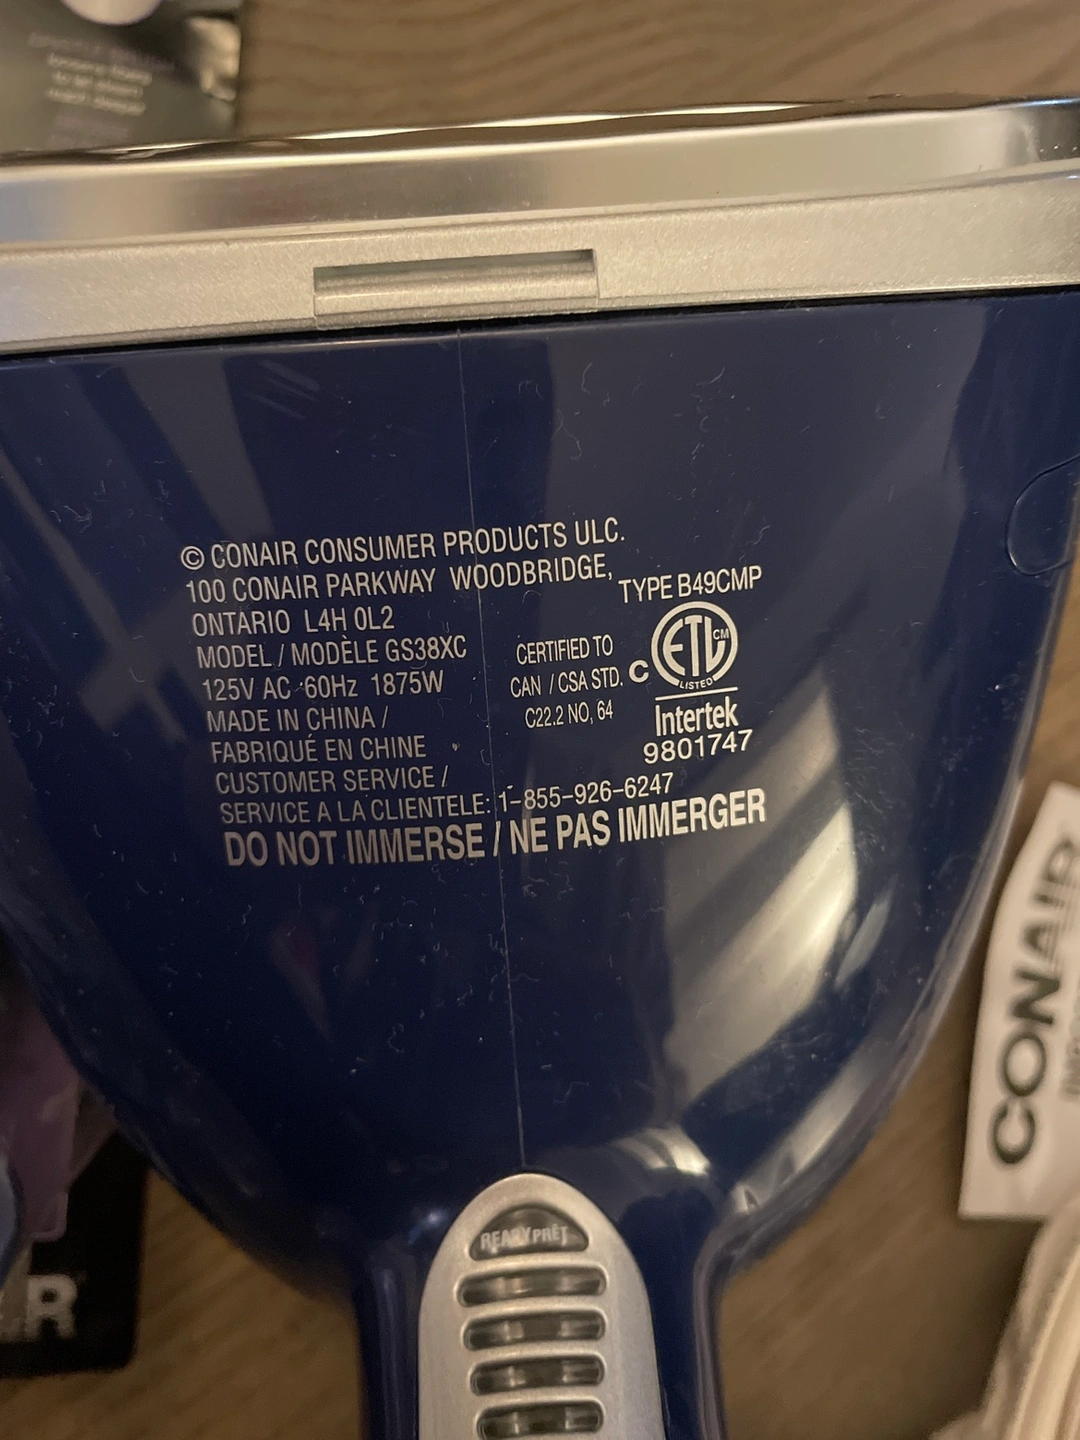 © CONAIR CONSUMER PRODUCTS ULC.
100 CONAIR PARKWAY WOODBRIDGE,
ONTARIO L4H 0L2
MODEL / MODÈLE GS38XC
125V AC 60Hz 1875W
MADE IN CHINA /
FABRIQUÉ EN CHINE
CUSTOMER SERVICE /
SERVICE A LA CLIENTELE: 1-855-926-6247
DO NOT IMMERSE / NE PAS IMMERGER
TYPE B49CMP
CERTIFIED TO
CAN / CSA STD.
C22.2 NO, 64
C ETL CM
LISTED
Intertek
9801747
READY PRÊT
CONAIR
R